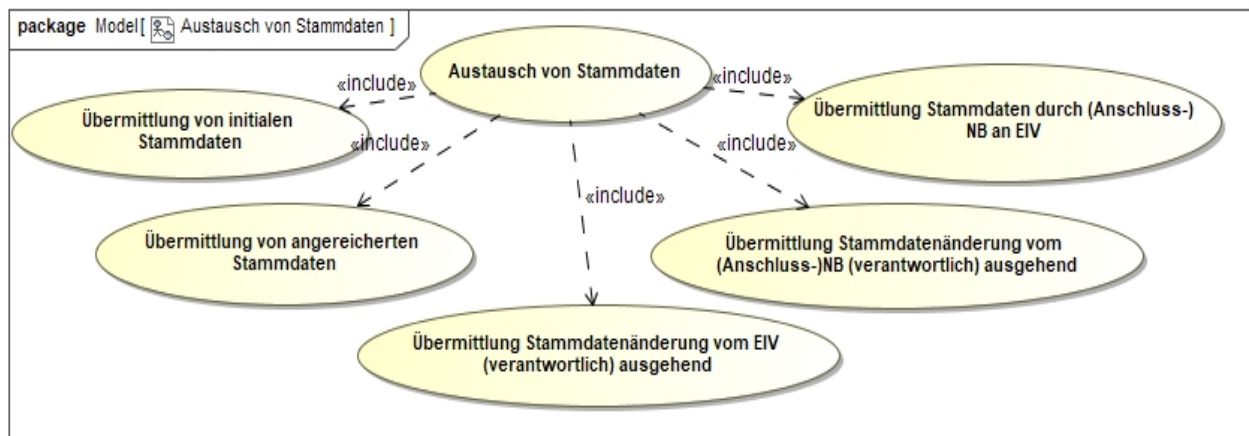 package Model[ Austausch von Stammdaten ]
Austausch von Stammdaten
«include»
«include»
Übermittlung von initialen
Stammdaten
Übermittlung Stammdaten durch (Anschluss-)
NB an EIV
«include»
«include»
«include»
Übermittlung von angereicherten
Stammdaten
Übermittlung Stammdatenänderung vom
(Anschluss-)NB (verantwortlich) ausgehend
Übermittlung Stammdatenänderung vom EIV
(verantwortlich) ausgehend